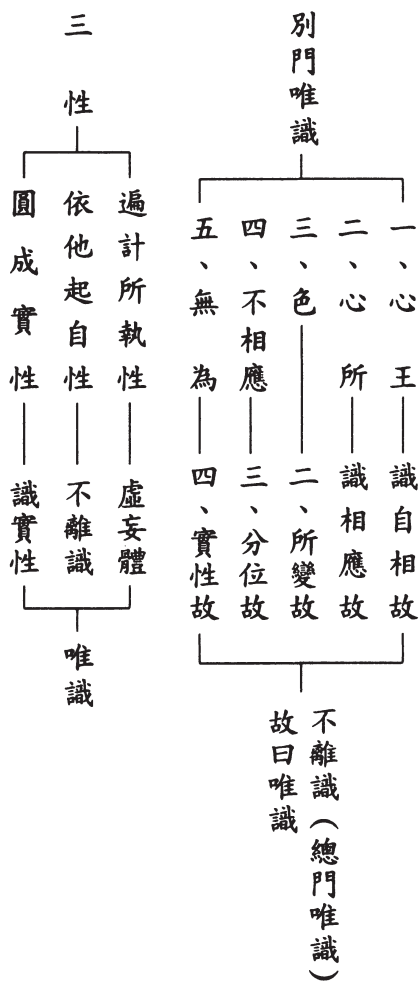 別門唯識
一、心王
識自相故
二、心所
識相應故
三、色
二、所變故
四、不相應
三、分位故
五、無為
四、實性故
不離識（總門唯識）
故曰唯識
三性
遍計所執性
虛妄體
依他起自性
不離識
圓成實性
識實性
唯識